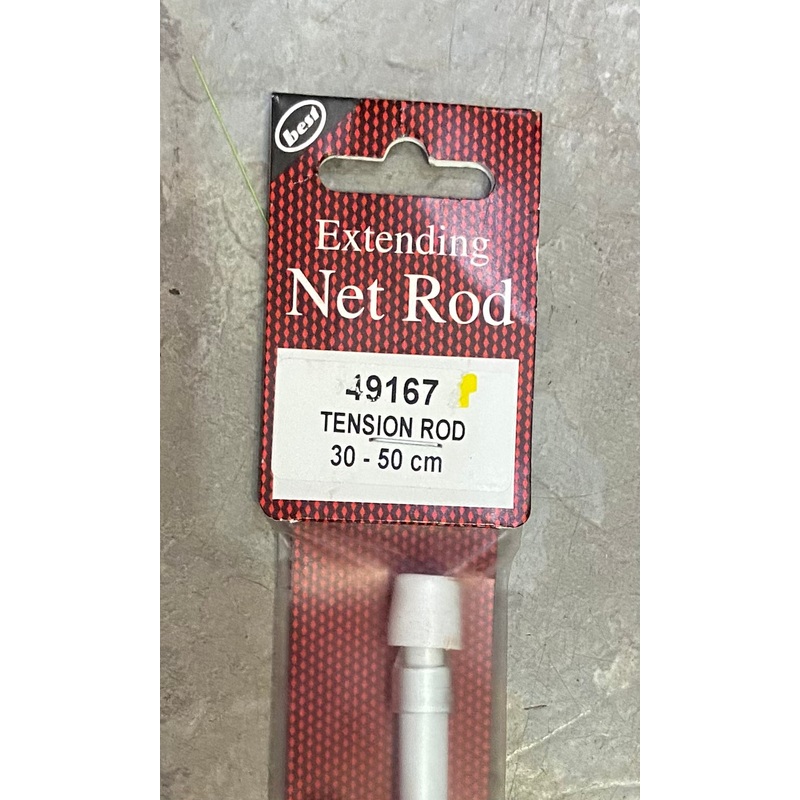 best
Extending
Net Rod
49167
TENSION ROD
30 - 50 cm